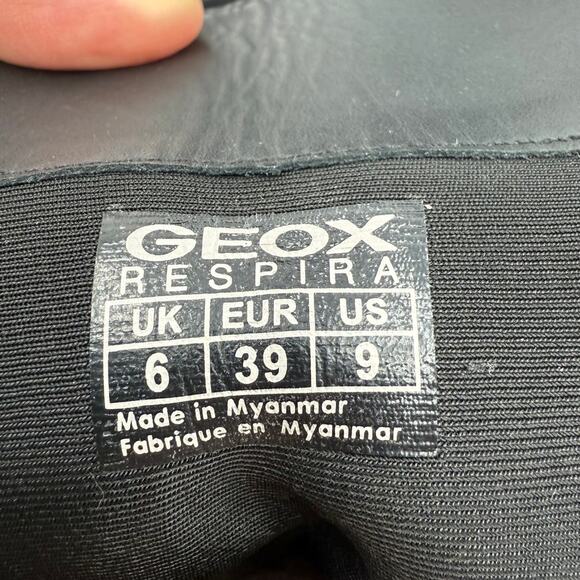 GEOX
RESPIRA
UK EUR US
6 39 9
Made in Myanmar
Fabrique en Myanmar